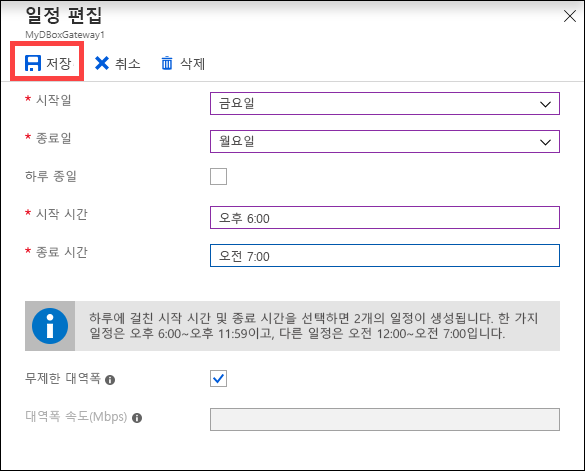 일정 편집
MyDBoxGateway1
저장 취소 삭제
* 시작일 금요일
* 종료일 월요일
하루 종일
* 시작 시간 오후 6:00
* 종료 시간 오전 7:00
하루에 걸친 시작 시간 및 종료 시간을 선택하면 2개의 일정이 생성됩니다. 한 가지
일정은 오후 6:00~오후 11:59이고, 다른 일정은 오전 12:00~오전 7:00입니다.
무제한 대역폭
대역폭 속도(Mbps)